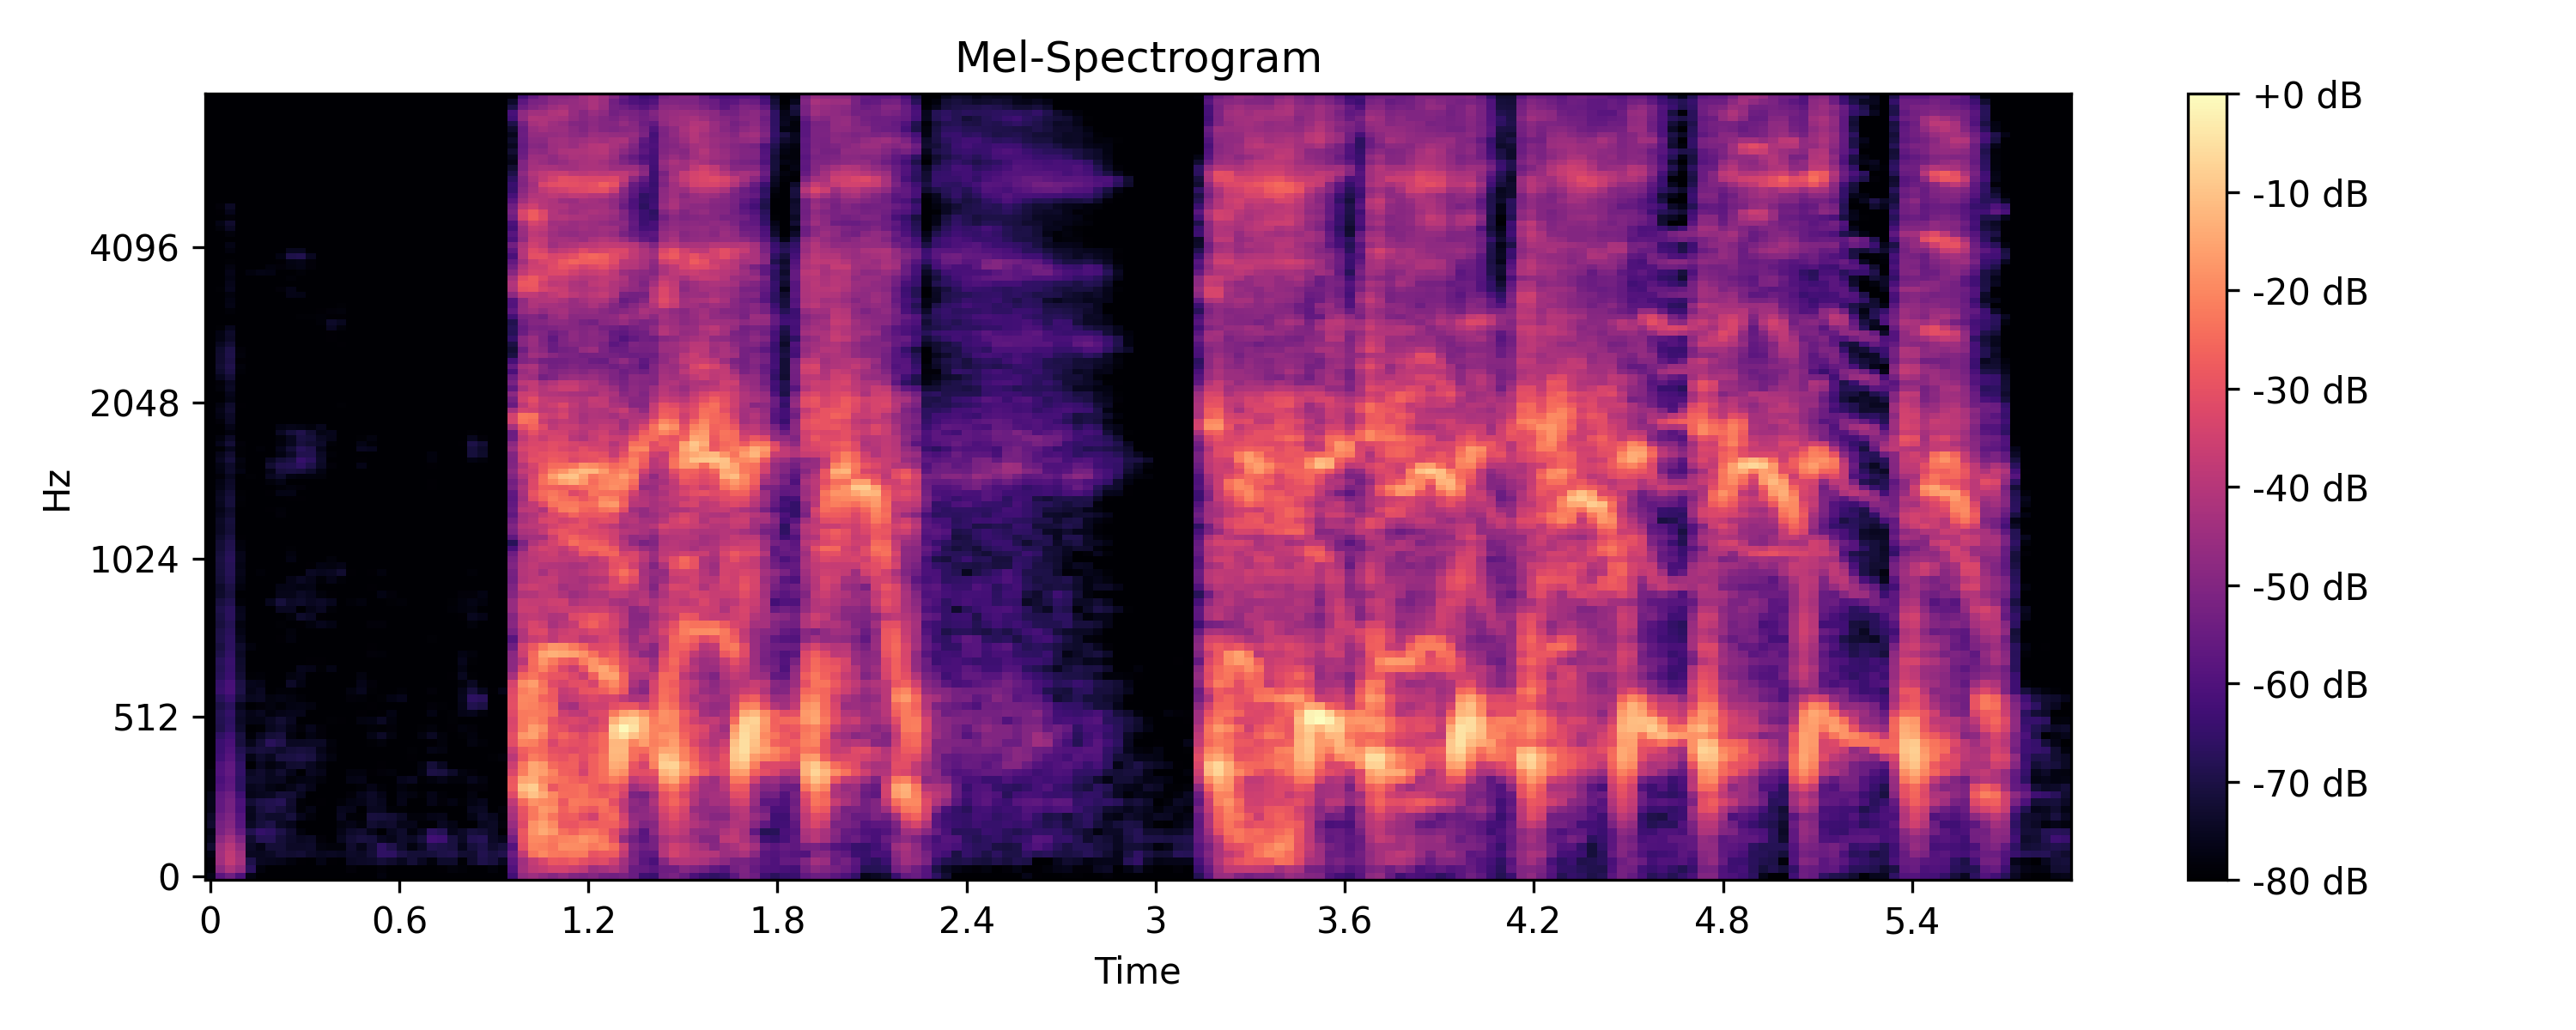 Mel-Spectrogram
Hz
4096
2048
1024
512
0
0 0.6 1.2 1.8 2.4 3 3.6 4.2 4.8 5.4
Time
+0 dB
-10 dB
-20 dB
-30 dB
-40 dB
-50 dB
-60 dB
-70 dB
-80 dB